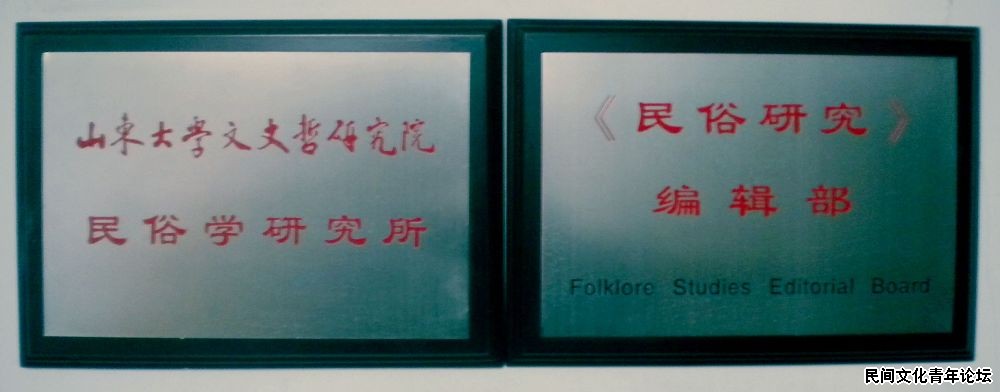 山東大學文史哲研究院
民俗学研究所
《民俗研究》
编辑部
Folklore Studies Editorial Board
民间文化青年论坛